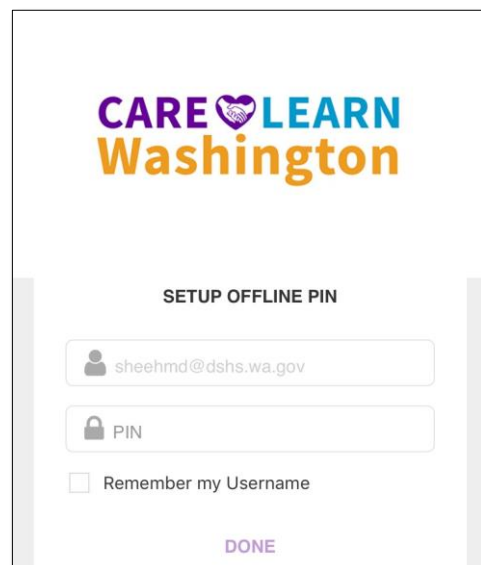 CARE LEARN
Washington
SETUP OFFLINE PIN
sheehmd@dshs.wa.gov
PIN
Remember my Username
DONE